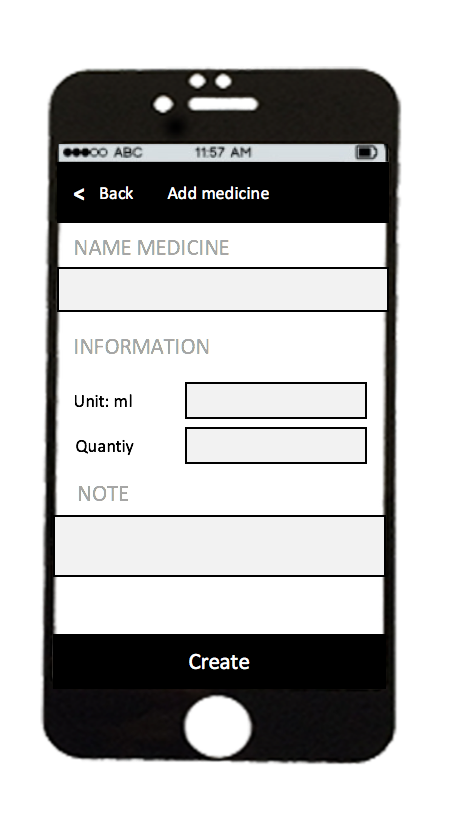 ABC 11:57 AM
< Back Add medicine
NAME MEDICINE
INFORMATION
Unit: ml
Quantiy
NOTE
Create